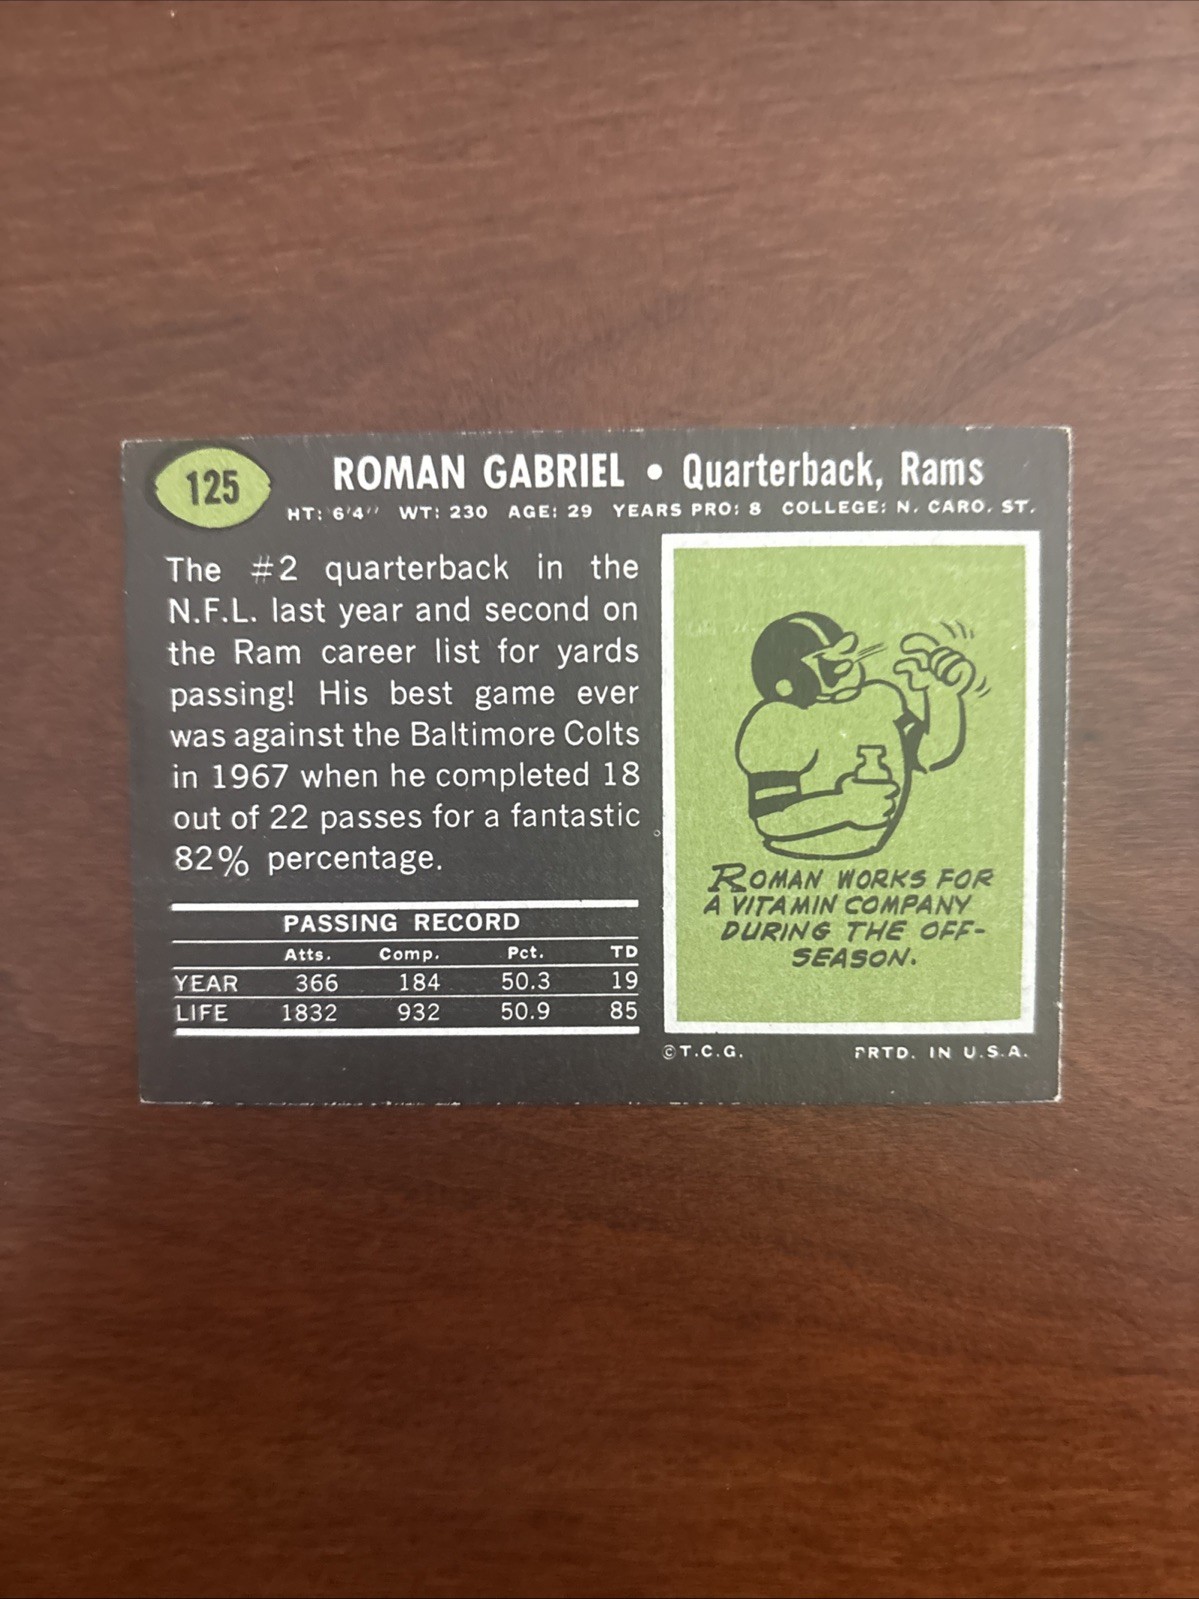 125
ROMAN GABRIEL • Quarterback, Rams
HT: 6'4" WT: 230 AGE: 29 YEARS PRO: 8 COLLEGE: N. CARO. ST.
The #2 quarterback in the
N.F.L. last year and second on
the Ram career list for yards
passing! His best game ever
was against the Baltimore Colts
in 1967 when he completed 18
out of 22 passes for a fantastic
82% percentage.
PASSING RECORD
Atts. Comp. Pct. TD
YEAR 366 184 50.3 19
LIFE 1832 932 50.9 85
ROMAN WORKS FOR
A VITAMIN COMPANY
DURING THE OFF-
SEASON.
©T.C.G. PRTD. IN U.S.A.